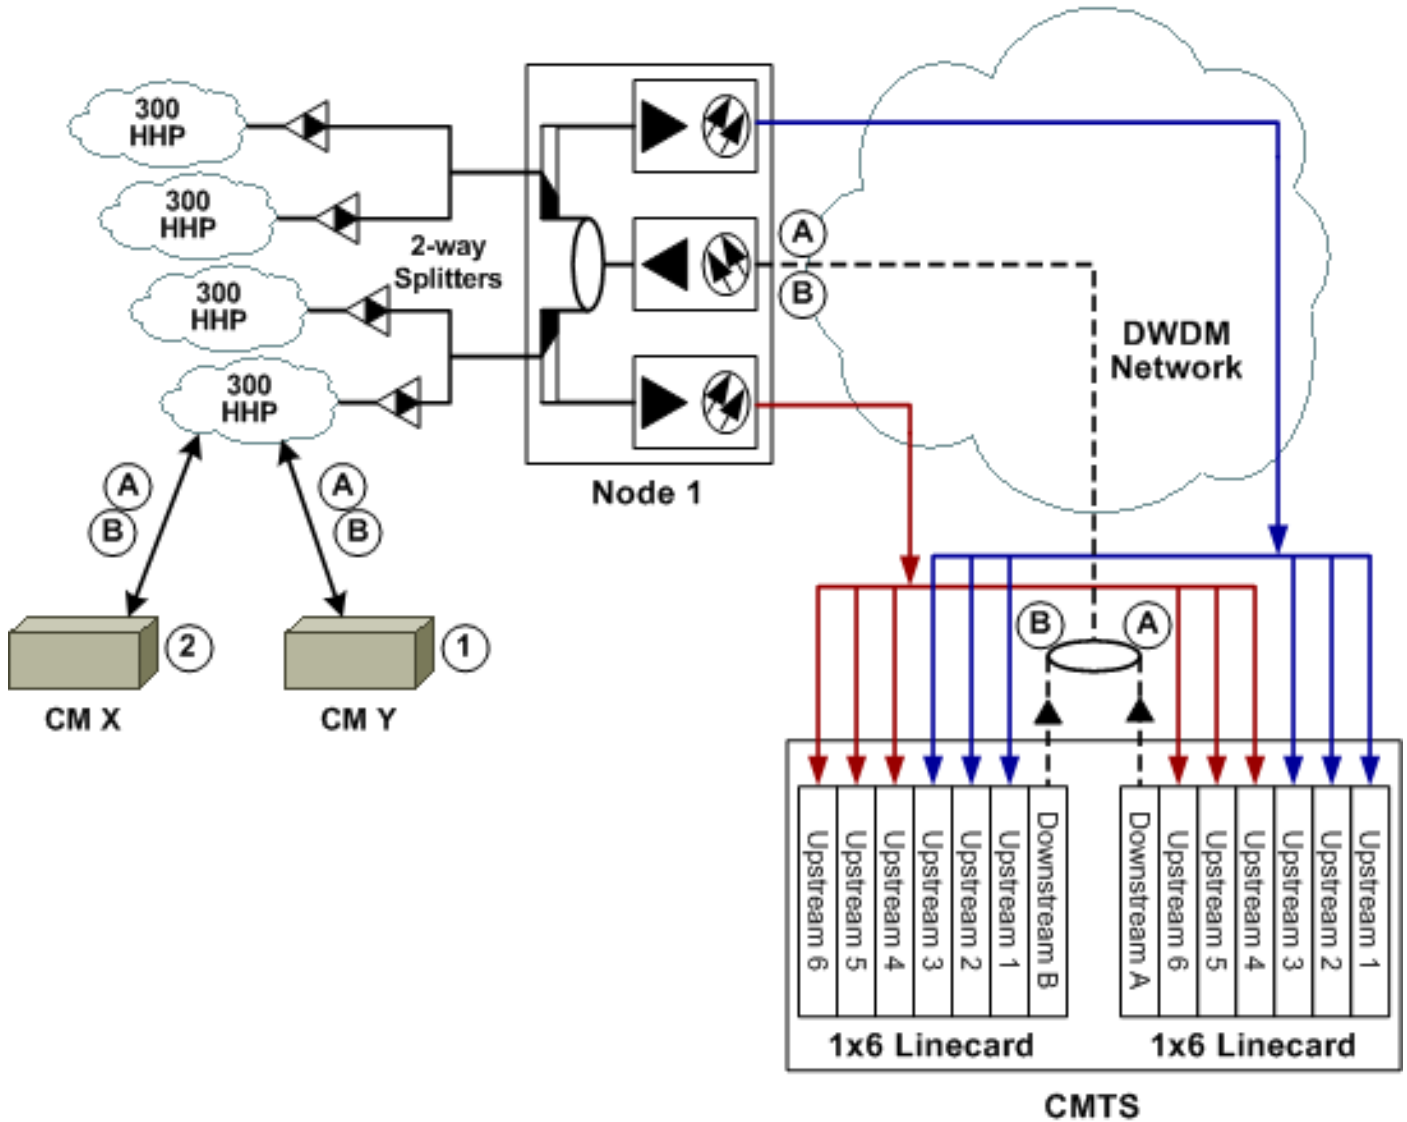 300
HHP
300
HHP
300
HHP
300
HHP
2-way
Splitters
A
B
DWDM
Network
Node 1
A
B
A
B
2
1
CM X
CM Y
B
A
Upstream 6
Upstream 5
Upstream 4
Upstream 3
Upstream 2
Upstream 1
Downstream B
Downstream A
Upstream 6
Upstream 5
Upstream 4
Upstream 3
Upstream 2
Upstream 1
1x6 Linecard
1x6 Linecard
CMTS